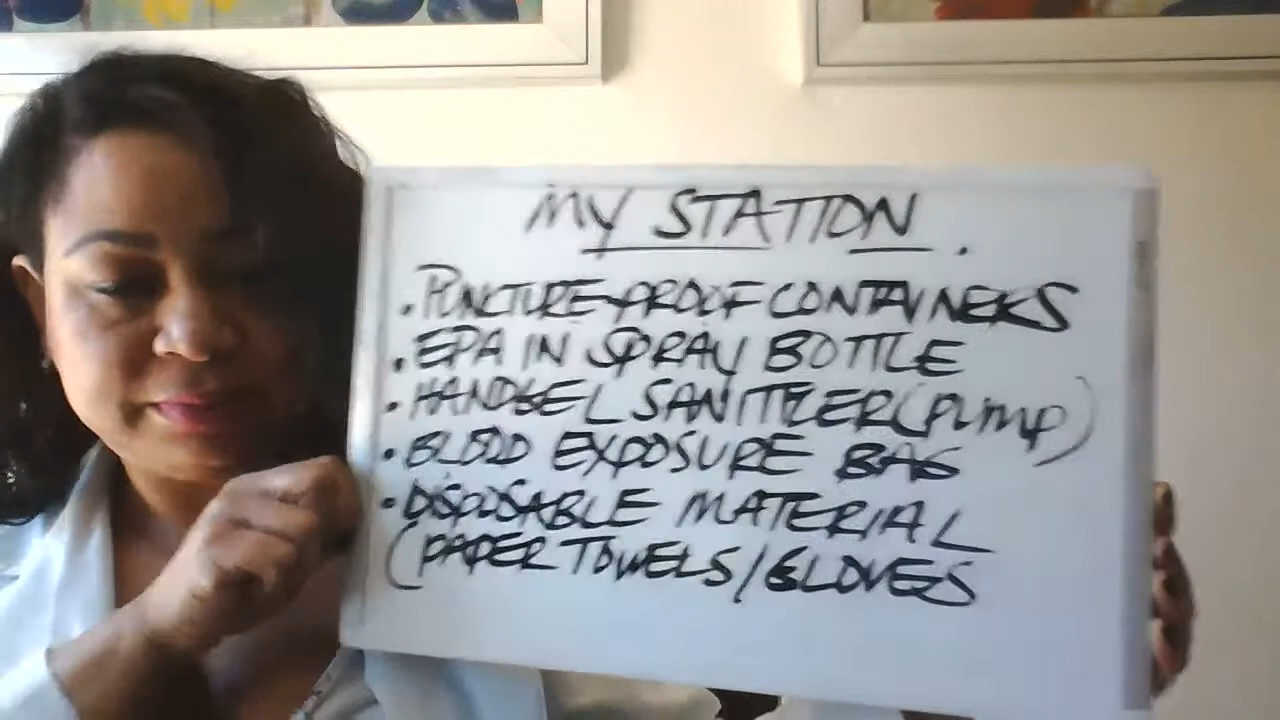 MY STATION.
• PUNCTURE-PROOF CONTAINERS
• EPA IN SPRAY BOTTLE
• HANDGEL SANITIZER (PUMP)
• BLOOD EXPOSURE BAG
• DISPOSABLE MATERIAL
(PAPER TOWELS/GLOVES